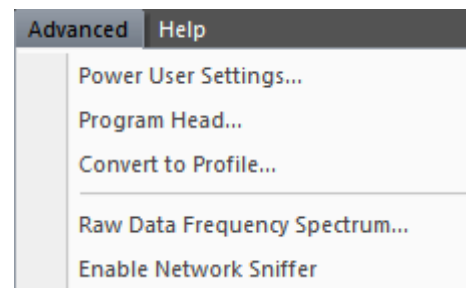 Advanced Help
Power User Settings...
Program Head...
Convert to Profile...
Raw Data Frequency Spectrum...
Enable Network Sniffer